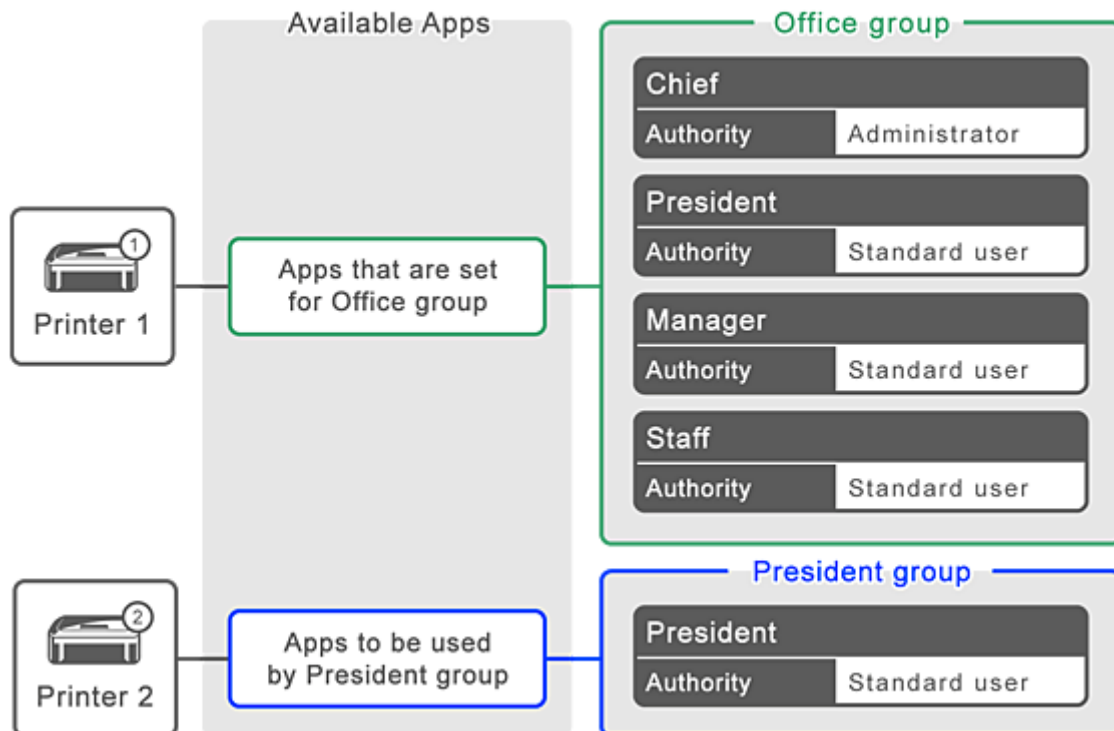 Available Apps
Office group
Chief
Authority Administrator
President
Authority Standard user
1
Printer 1
Apps that are set
for Office group
Manager
Authority Standard user
Staff
Authority Standard user
President group
2
Printer 2
Apps to be used
by President group
President
Authority Standard user